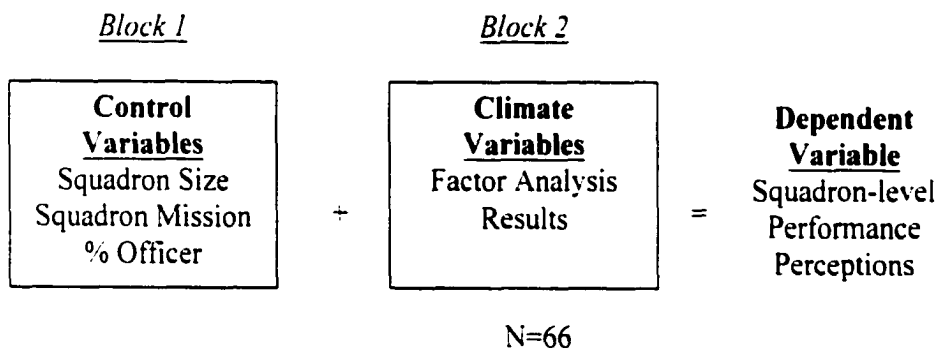 Block 1
Block 2
Control
Variables
Squadron Size
Squadron Mission
% Officer
+
Climate
Variables
Factor Analysis
Results
=
Dependent
Variable
Squadron-level
Performance
Perceptions
N=66